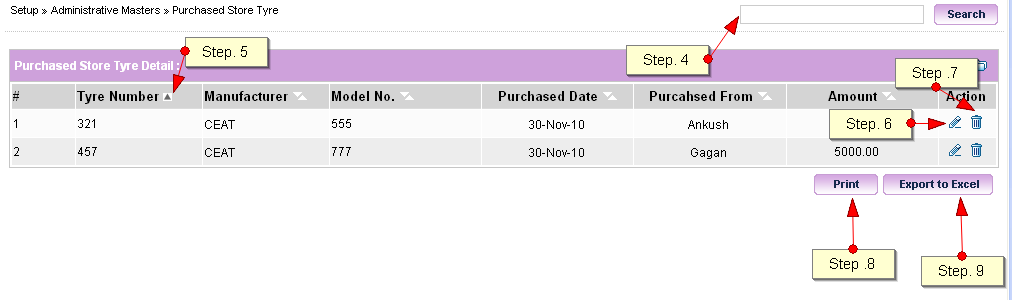 Setup » Administrative Masters » Purchased Store Tyre
Search
Step. 4
Step. 5
Purchased Store Tyre Detail :
Step .7
# Tyre Number Manufacturer Model No. Purchased Date Purcahsed From Amount Action
1 321 CEAT 555 30-Nov-10 Ankush
Step. 6
2 457 CEAT 777 30-Nov-10 Gagan 5000.00
Print Export to Excel
Step .8
Step. 9